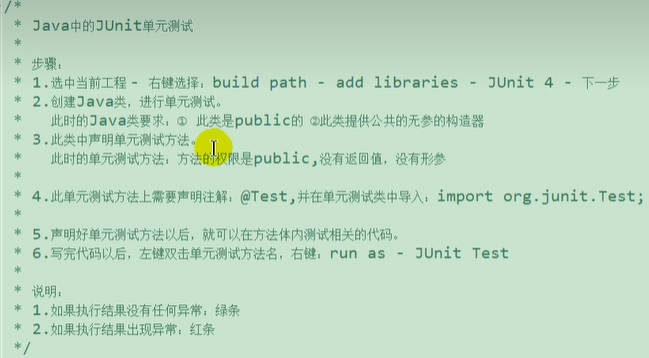 /*
* Java中的JUnit单元测试
*
* 步骤:
* 1.选中当前工程 - 右键选择:build path - add libraries - JUnit 4 - 下一步
* 2.创建Java类,进行单元测试。
*   此时的Java类要求:① 此类是public的 ②此类提供公共的无参的构造器
* 3.此类中声明单元测试方法。
*   此时的单元测试方法:方法的权限是public,没有返回值,没有形参
*
* 4.此单元测试方法上需要声明注解:@Test,并在单元测试类中导入:import org.junit.Test;
*
* 5.声明好单元测试方法以后,就可以在方法体内测试相关的代码。
* 6.写完代码以后,左键双击单元测试方法名,右键:run as - JUnit Test
*
* 说明:
* 1.如果执行结果没有任何异常:绿条
* 2.如果执行结果出现异常:红条
*/